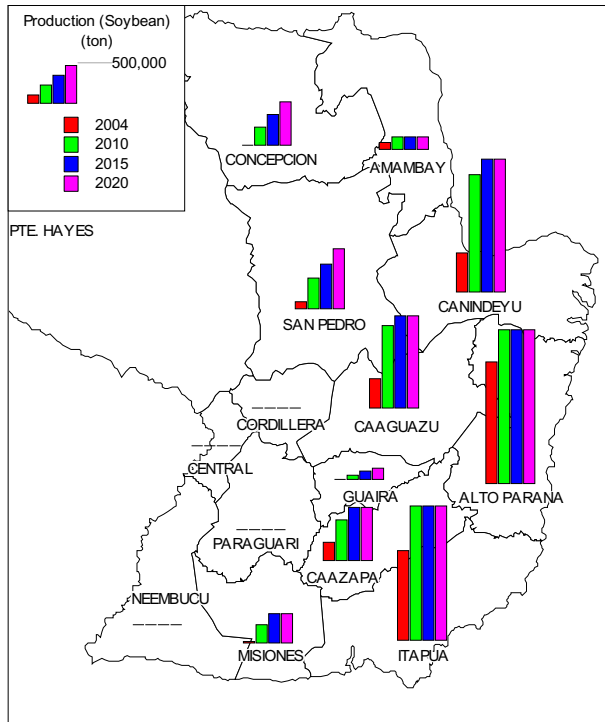 Production (Soybean)
(ton)
500,000
2004
2010
2015
2020
CONCEPCION
AMAMBAY
PTE. HAYES
CANINDEYU
SAN PEDRO
CORDILLERA
CAAGUAZU
CENTRAL
GUAIRA
ALTO PARANA
PARAGUARI
CAAZAPA
NEEMBUCU
MISIONES
ITAPUA